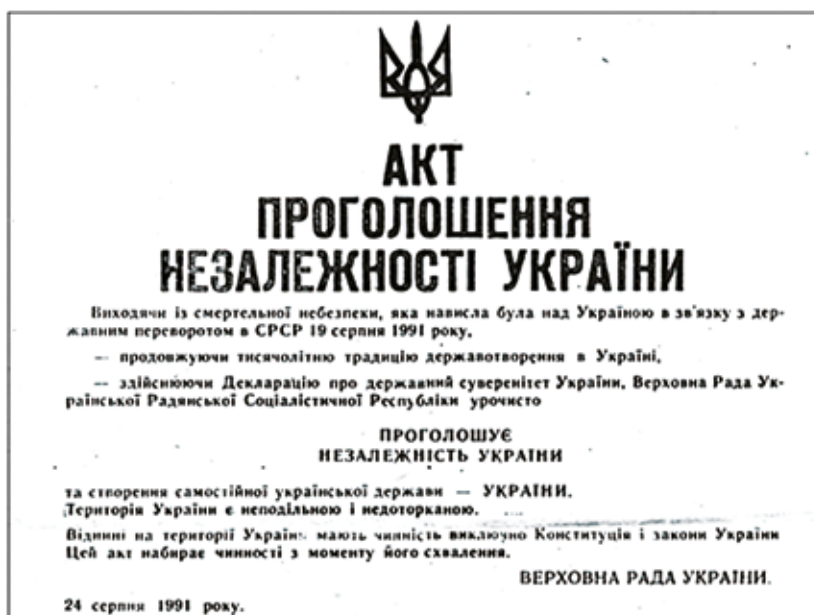 АКТ
ПРОГОЛОШЕННЯ
НЕЗАЛЕЖНОСТІ УКРАЇНИ
Виходячи із смертельної небезпеки, яка нависла була над Україною в зв'язку з дер-
жавним переворотом в СРСР 19 серпня 1991 року,
— продовжуючи тисячолітню традицію державотворення в Україні,
— здійснюючи Декларацію про державний суверенітет України, Верховна Рада Ук-
раїнської Радянської Соціалістичної Республіки урочисто
ПРОГОЛОШУЄ
НЕЗАЛЕЖНІСТЬ УКРАЇНИ
та створення самостійної української держави — УКРАЇНИ.
Територія України є неподільною і недоторканою.
Віднині на території України мають чинність виключно Конституція і закони України
Цей акт набирає чинності з моменту його схвалення.
ВЕРХОВНА РАДА УКРАЇНИ.
24 серпня 1991 року.